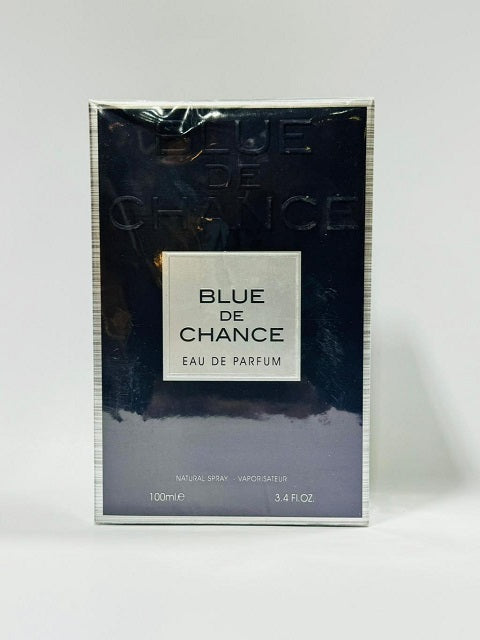 BLUE
DE
CHANCE
BLUE
DE
CHANCE
EAU DE PARFUM
NATURAL SPRAY - VAPORISATEUR
100ml.e 3.4 Fl.OZ.